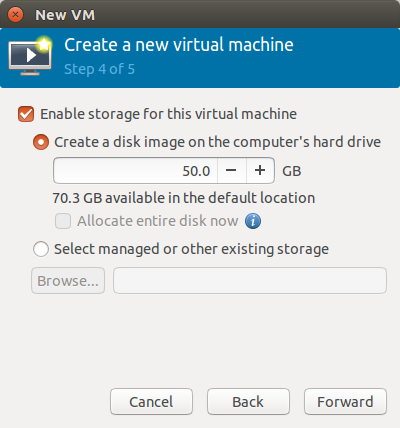 New VM
Create a new virtual machine
Step 4 of 5
Enable storage for this virtual machine
Create a disk image on the computer's hard drive
50.0 − + GB
70.3 GB available in the default location
Allocate entire disk now
Select managed or other existing storage
Browse...
Cancel Back Forward